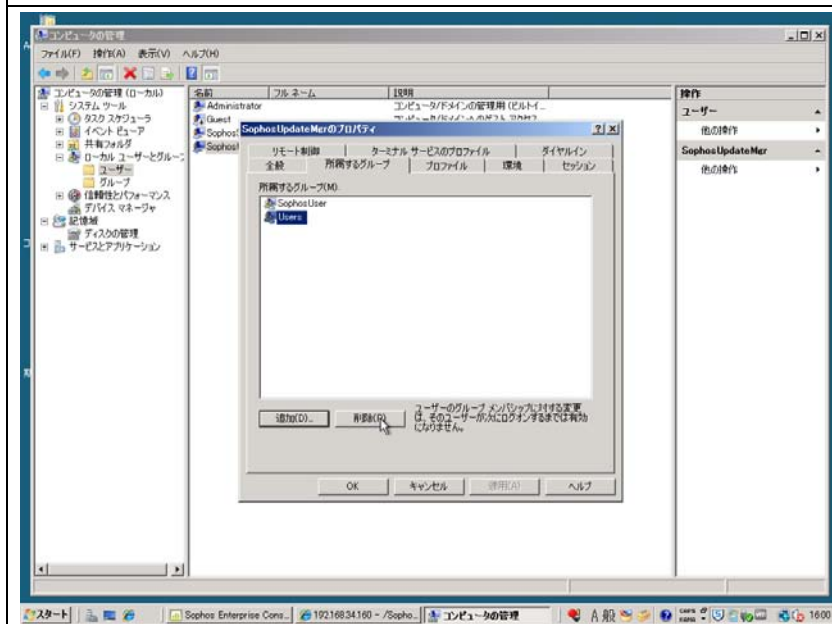 コンピュータの管理
ファイル(F) 操作(A) 表示(V) ヘルプ(H)
コンピュータの管理 (ローカル)
システム ツール
タスク スケジューラ
イベント ビューア
共有フォルダ
ローカル ユーザーとグループ
ユーザー
グループ
信頼性とパフォーマンス
デバイス マネージャ
記憶域
ディスクの管理
サービスとアプリケーション
名前 フル ネーム 説明
Administrator コンピュータ/ドメインの管理用 (ビルトイ...
Guest
操作
ユーザー
他の操作
SophosUpdateMgr
他の操作
SophosUpdateMgrのプロパティ
リモート制御 ターミナル サービスのプロファイル ダイヤルイン
全般 所属するグループ プロファイル 環境 セッション
所属するグループ(M):
SophosUser
Users
追加(D)... 削除(R)
ユーザーのグループ メンバシップに対する変更
は、そのユーザーが次にログオンするまでは有効
になりません。
OK キャンセル 適用(A) ヘルプ
スタート Sophos Enterprise Cons... 192.168.34.160 - /Sopho... コンピュータの管理 A 般 CAPS KANA 16:00